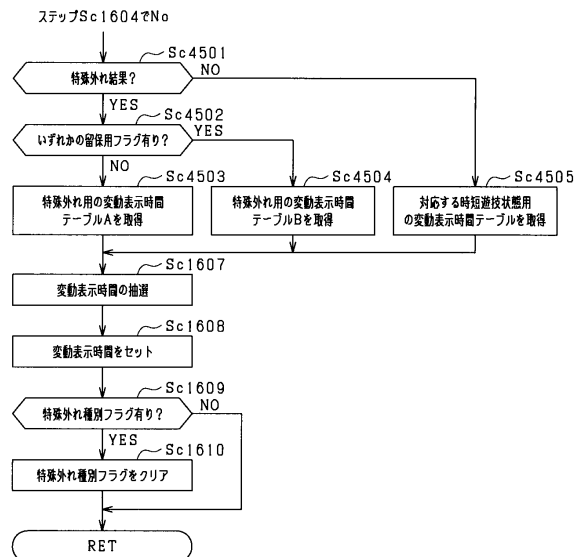 ステップSc1604でNo
Sc4501
特殊外れ結果?
NO
YES
Sc4502
いずれかの留保用フラグ有り?
YES
NO
Sc4503
特殊外れ用の変動表示時間
テーブルAを取得
Sc4504
特殊外れ用の変動表示時間
テーブルBを取得
Sc4505
対応する時短遊技状態用
の変動表示時間テーブルを取得
Sc1607
変動表示時間の抽選
Sc1608
変動表示時間をセット
Sc1609
特殊外れ種別フラグ有り?
NO
YES
Sc1610
特殊外れ種別フラグをクリア
RET